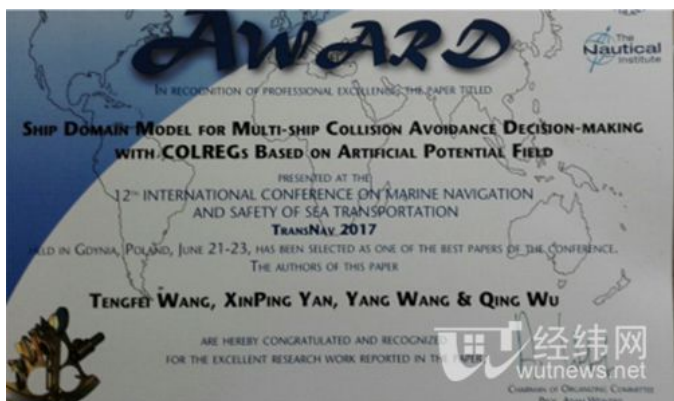 AWARD
The
Nautical
Institute
IN RECOGNITION OF PROFESSIONAL EXCELLENCE, THE PAPER TITLED
SHIP DOMAIN MODEL FOR MULTI-SHIP COLLISION AVOIDANCE DECISION-MAKING
WITH COLREGS BASED ON ARTIFICIAL POTENTIAL FIELD
PRESENTED AT THE
12TH INTERNATIONAL CONFERENCE ON MARINE NAVIGATION
AND SAFETY OF SEA TRANSPORTATION
TRANSNAV 2017
HELD IN GDYNIA, POLAND, JUNE 21-23, HAS BEEN SELECTED AS ONE OF THE BEST PAPERS OF THE CONFERENCE.
THE AUTHORS OF THIS PAPER
TENGFEI WANG, XINPING YAN, YANG WANG & QING WU
ARE HEREBY CONGRATULATED AND RECOGNIZED
FOR THE EXCELLENT RESEARCH WORK REPORTED IN THE PAPER
经纬网
wutnews.net
CHAIRMAN OF ORGANIZING COMMITTEE
PROF. ADAM